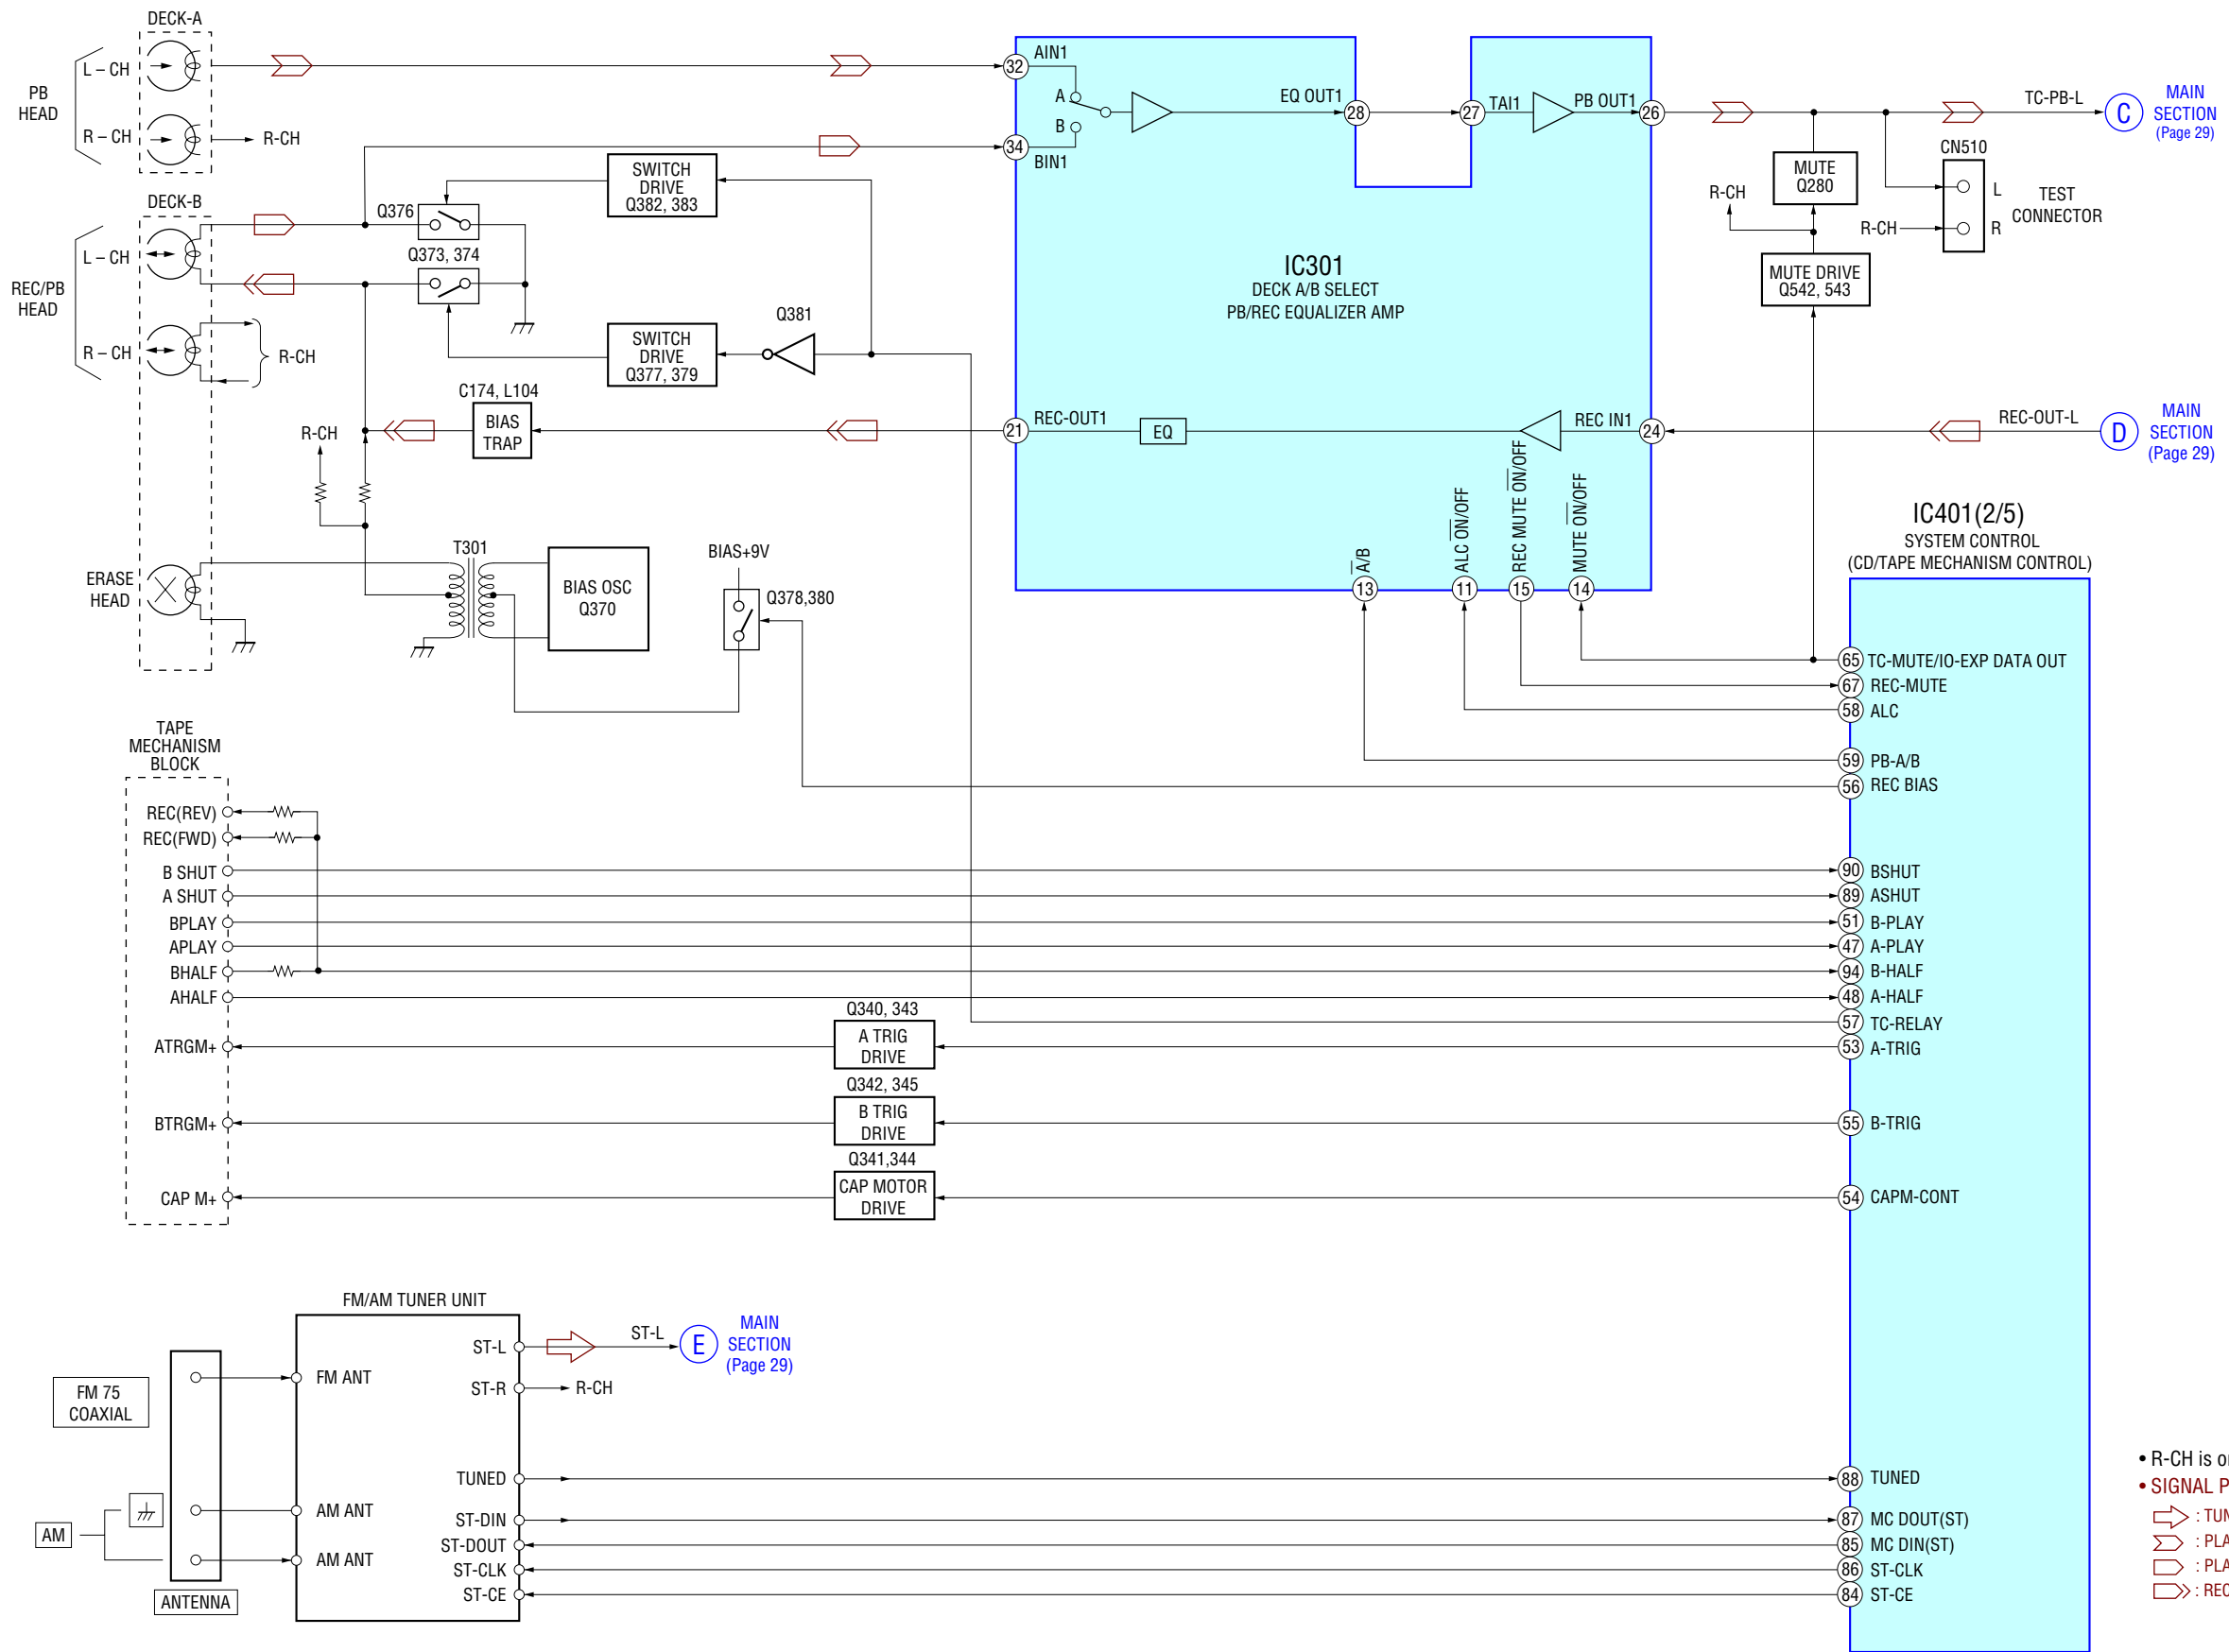 DECK-A
PB
HEAD
L – CH
R – CH
R-CH
DECK-B
REC/PB
HEAD
L – CH
R – CH
R-CH
ERASE
HEAD
Q376
Q373, 374
SWITCH
DRIVE
Q382, 383
SWITCH
DRIVE
Q377, 379
Q381
C174, L104
BIAS
TRAP
R-CH
T301
BIAS OSC
Q370
BIAS+9V
Q378,380
32
AIN1
A
B
34
BIN1
EQ OUT1
28
27
TAI1
PB OUT1
26
IC301
DECK A/B SELECT
PB/REC EQUALIZER AMP
21
REC-OUT1
EQ
REC IN1
24
A/B
ALC ON/OFF
REC MUTE ON/OFF
MUTE ON/OFF
13
11
15
14
TC-PB-L
C
MAIN
SECTION
(Page 29)
MUTE
Q280
R-CH
MUTE DRIVE
Q542, 543
CN510
L
R
R-CH
TEST
CONNECTOR
REC-OUT-L
D
MAIN
SECTION
(Page 29)
IC401(2/5)
SYSTEM CONTROL
(CD/TAPE MECHANISM CONTROL)
65 TC-MUTE/IO-EXP DATA OUT
67 REC-MUTE
58 ALC
59 PB-A/B
56 REC BIAS
90 BSHUT
89 ASHUT
51 B-PLAY
47 A-PLAY
94 B-HALF
48 A-HALF
57 TC-RELAY
53 A-TRIG
55 B-TRIG
54 CAPM-CONT
88 TUNED
87 MC DOUT(ST)
85 MC DIN(ST)
86 ST-CLK
84 ST-CE
TAPE
MECHANISM
BLOCK
REC(REV)
REC(FWD)
B SHUT
A SHUT
BPLAY
APLAY
BHALF
AHALF
ATRGM+
BTRGM+
CAP M+
Q340, 343
A TRIG
DRIVE
Q342, 345
B TRIG
DRIVE
Q341,344
CAP MOTOR
DRIVE
FM/AM TUNER UNIT
FM 75
COAXIAL
AM
ANTENNA
FM ANT
AM ANT
AM ANT
ST-L
ST-R
TUNED
ST-DIN
ST-DOUT
ST-CLK
ST-CE
ST-L
E
MAIN
SECTION
(Page 29)
R-CH
• R-CH is
• SIGNAL
: REC